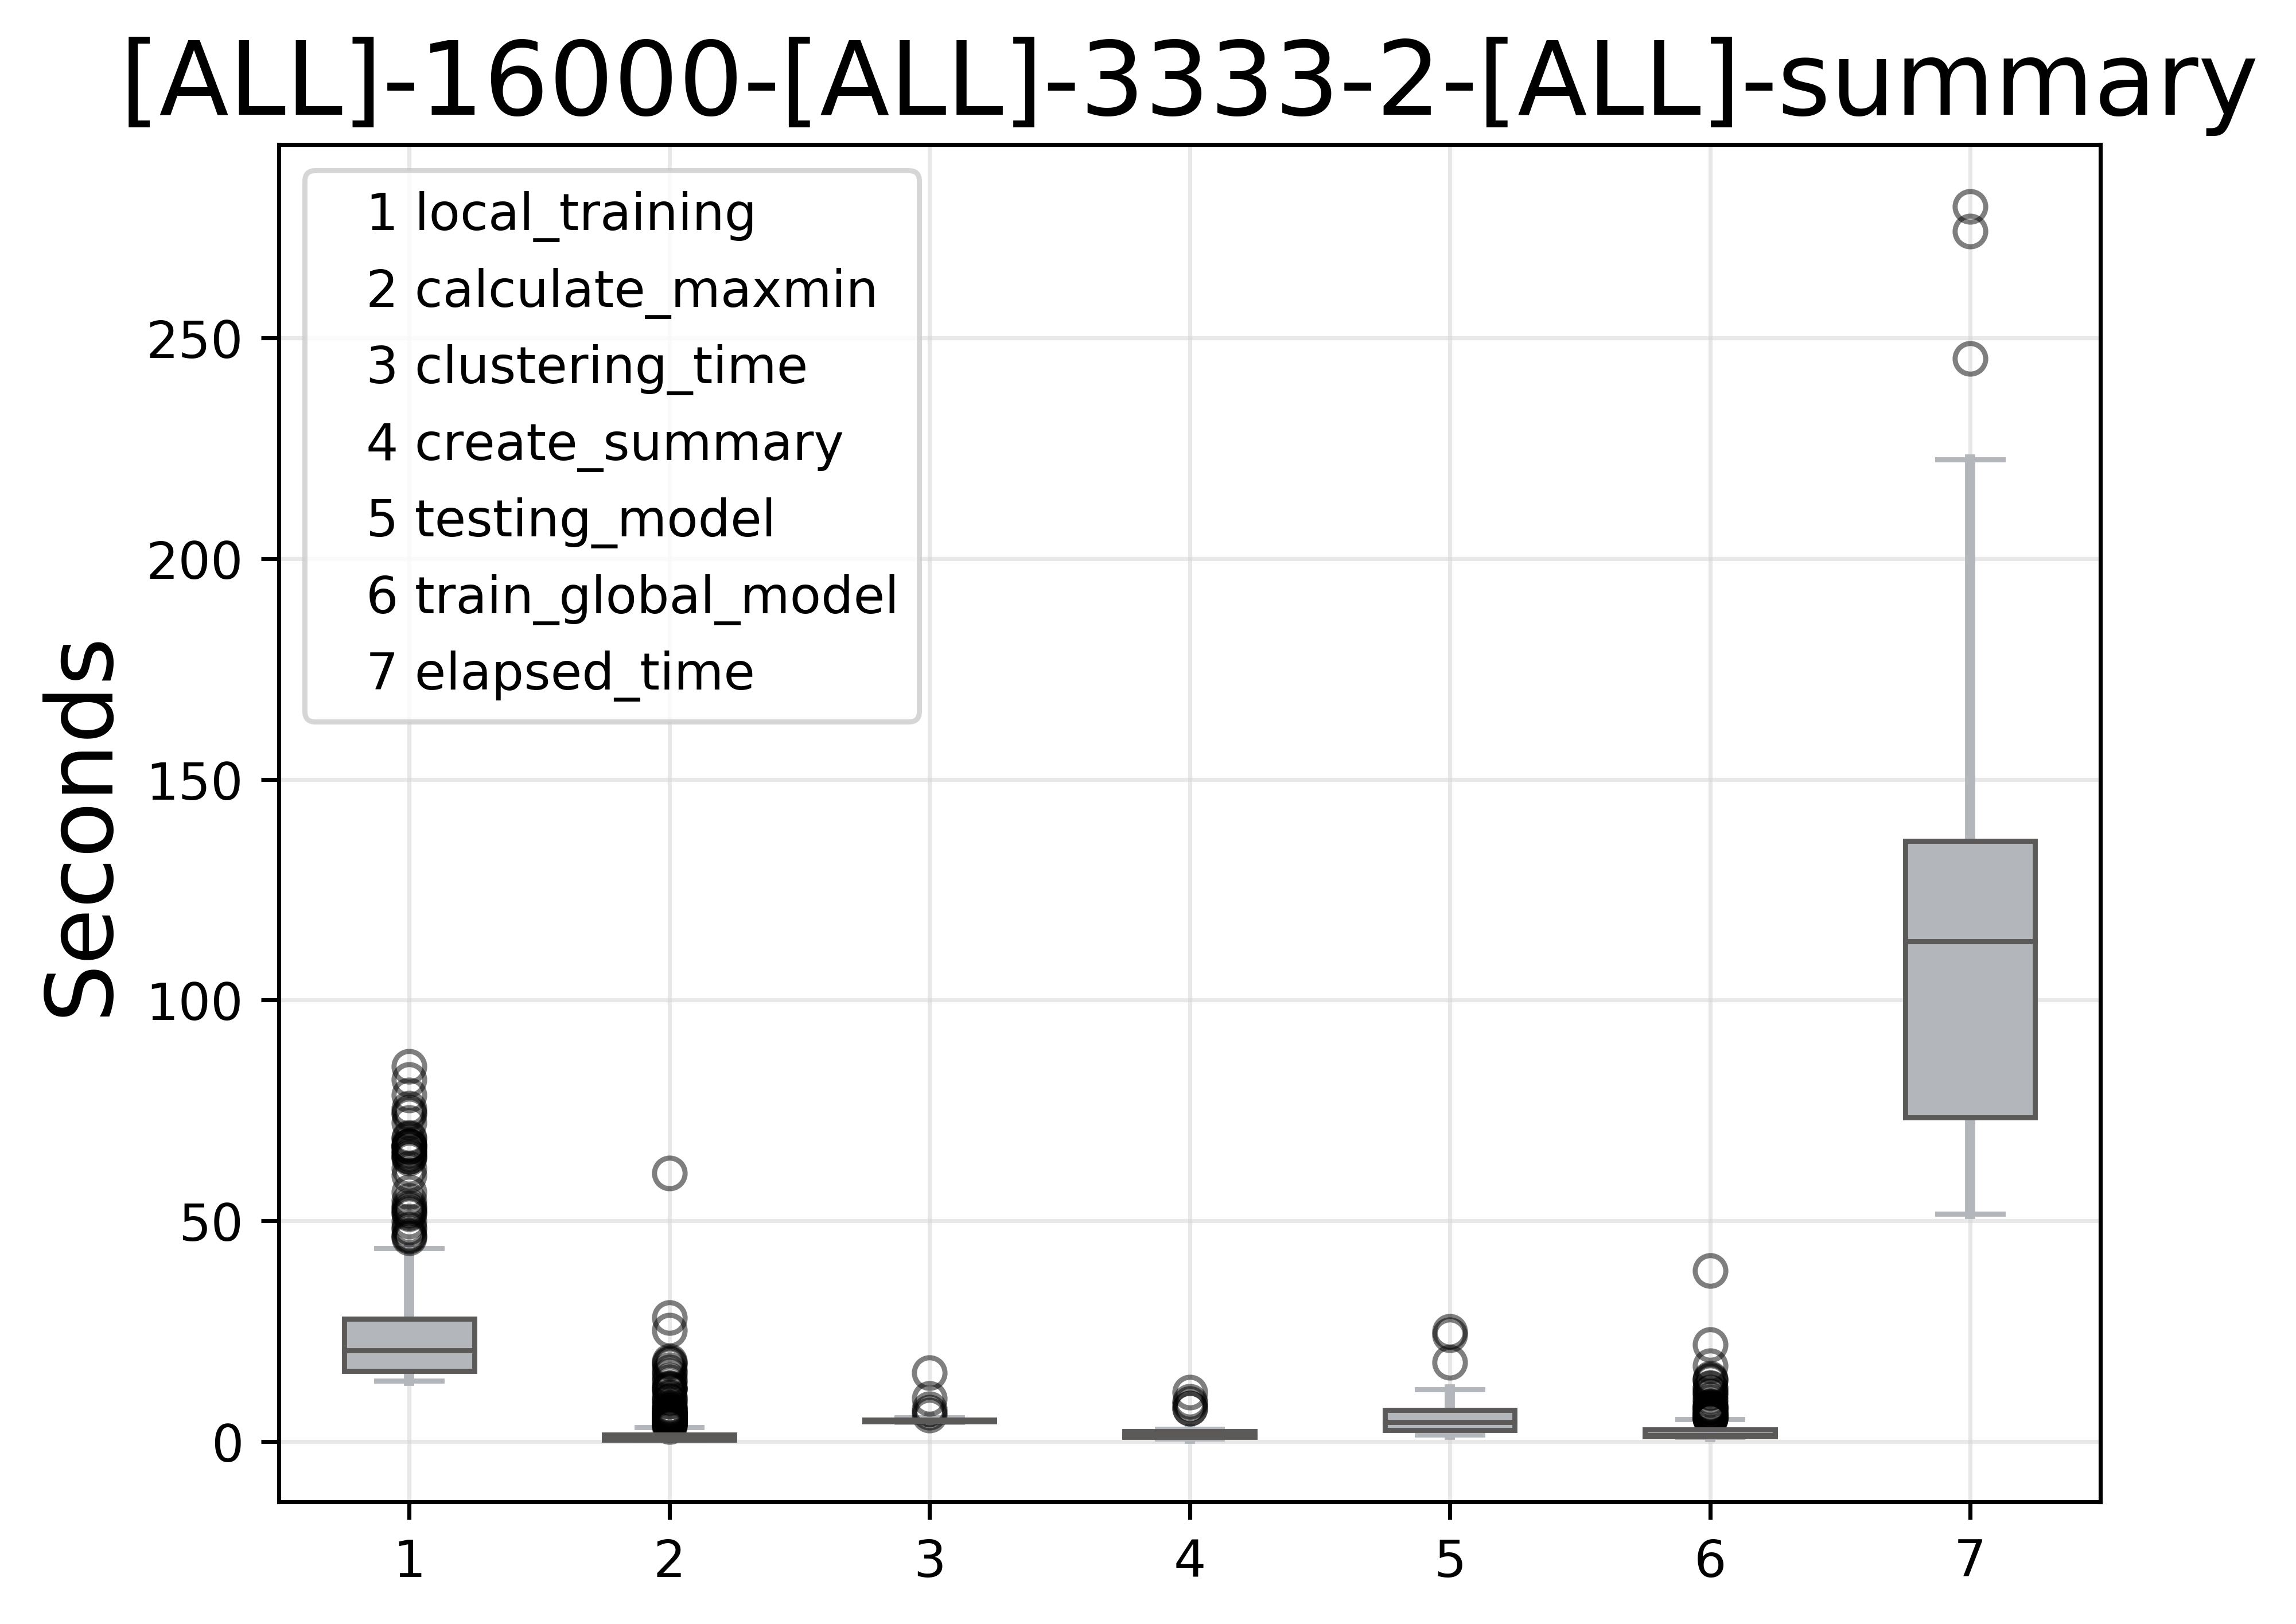 [ALL]-16000-[ALL]-3333-2-[ALL]-summary
1 local_training
2 calculate_maxmin
3 clustering_time
4 create_summary
5 testing_model
6 train_global_model
7 elapsed_time
Seconds
250
200
150
100
50
0
1 2 3 4 5 6 7